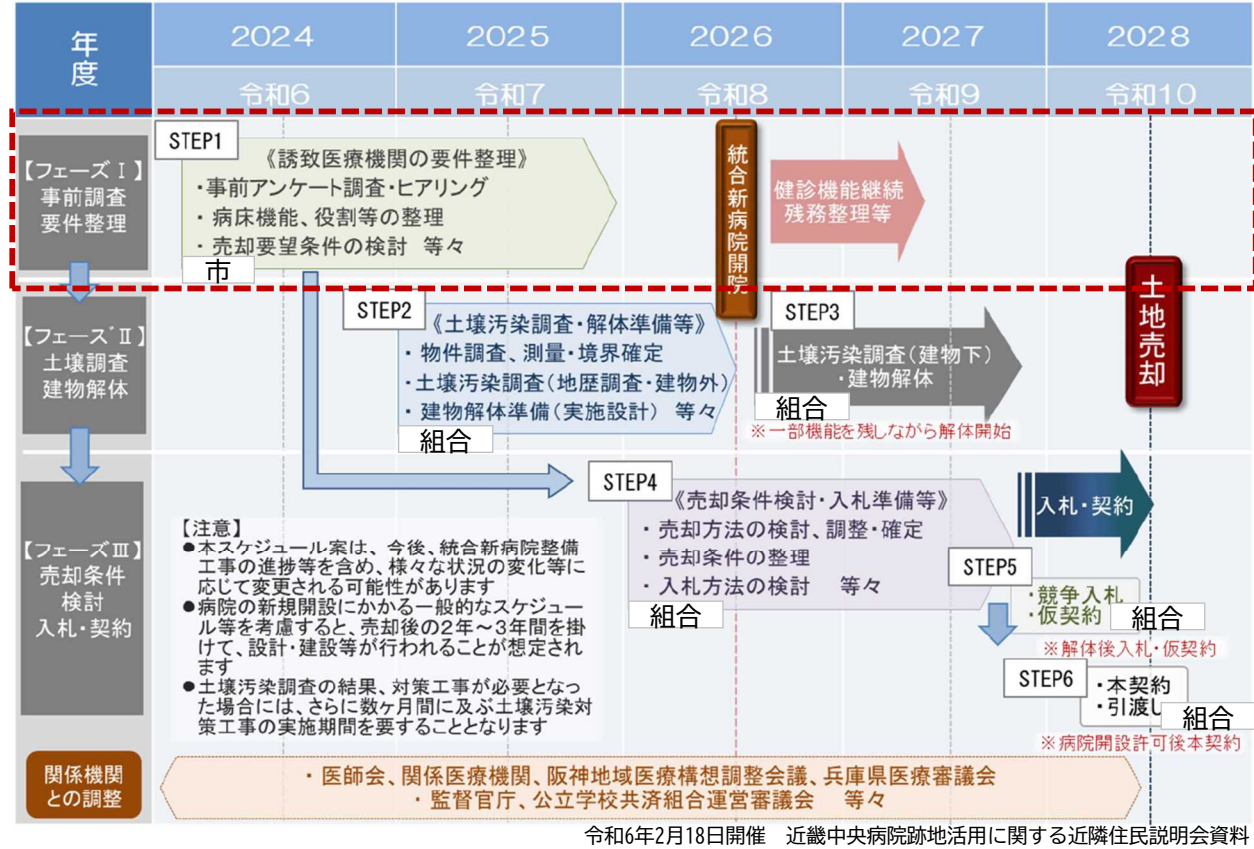 年度
2024
2025
2026
2027
2028
令和6
令和7
令和8
令和9
令和10
【フェーズⅠ】
事前調査
要件整理
STEP1
《誘致医療機関の要件整理》
・事前アンケート調査・ヒアリング
・病床機能、役割等の整理
・売却要望条件の検討 等々
市
統合新病院開院
健診機能継続
残務整理等
土地売却
【フェーズⅡ】
土壌調査
建物解体
STEP2
《土壌汚染調査・解体準備等》
・物件調査、測量・境界確定
・土壌汚染調査(地歴調査・建物外)
・建物解体準備(実施設計) 等々
組合
STEP3
土壌汚染調査(建物下)
・建物解体
組合
※一部機能を残しながら解体開始
【フェーズⅢ】
売却条件
検討
入札・契約
STEP4
《売却条件検討・入札準備等》
・売却方法の検討、調整・確定
・売却条件の整理
・入札方法の検討 等々
組合
入札・契約
STEP5
・競争入札
・仮契約
組合
※解体後入札・仮契約
STEP6
・本契約
・引渡し
組合
※病院開設許可後本契約
【注意】
●本スケジュール案は、今後、統合新病院整備
工事の進捗等を含め、様々な状況の変化等に
応じて変更される可能性があります
●病院の新規開設にかかる一般的なスケジュー
ル等を考慮すると、売却後の2年～3年間を掛
けて、設計・建設等が行われることが想定され
ます
●土壌汚染調査の結果、対策工事が必要となっ
た場合には、さらに数ヶ月間に及ぶ土壌汚染対
策工事の実施期間を要することとなります
関係機関
との調整
・医師会、関係医療機関、阪神地域医療構想調整会議、兵庫県医療審議会
・監督官庁、公立学校共済組合運営審議会 等々
令和6年2月18日開催 近畿中央病院跡地活用に関する近隣住民説明会資料